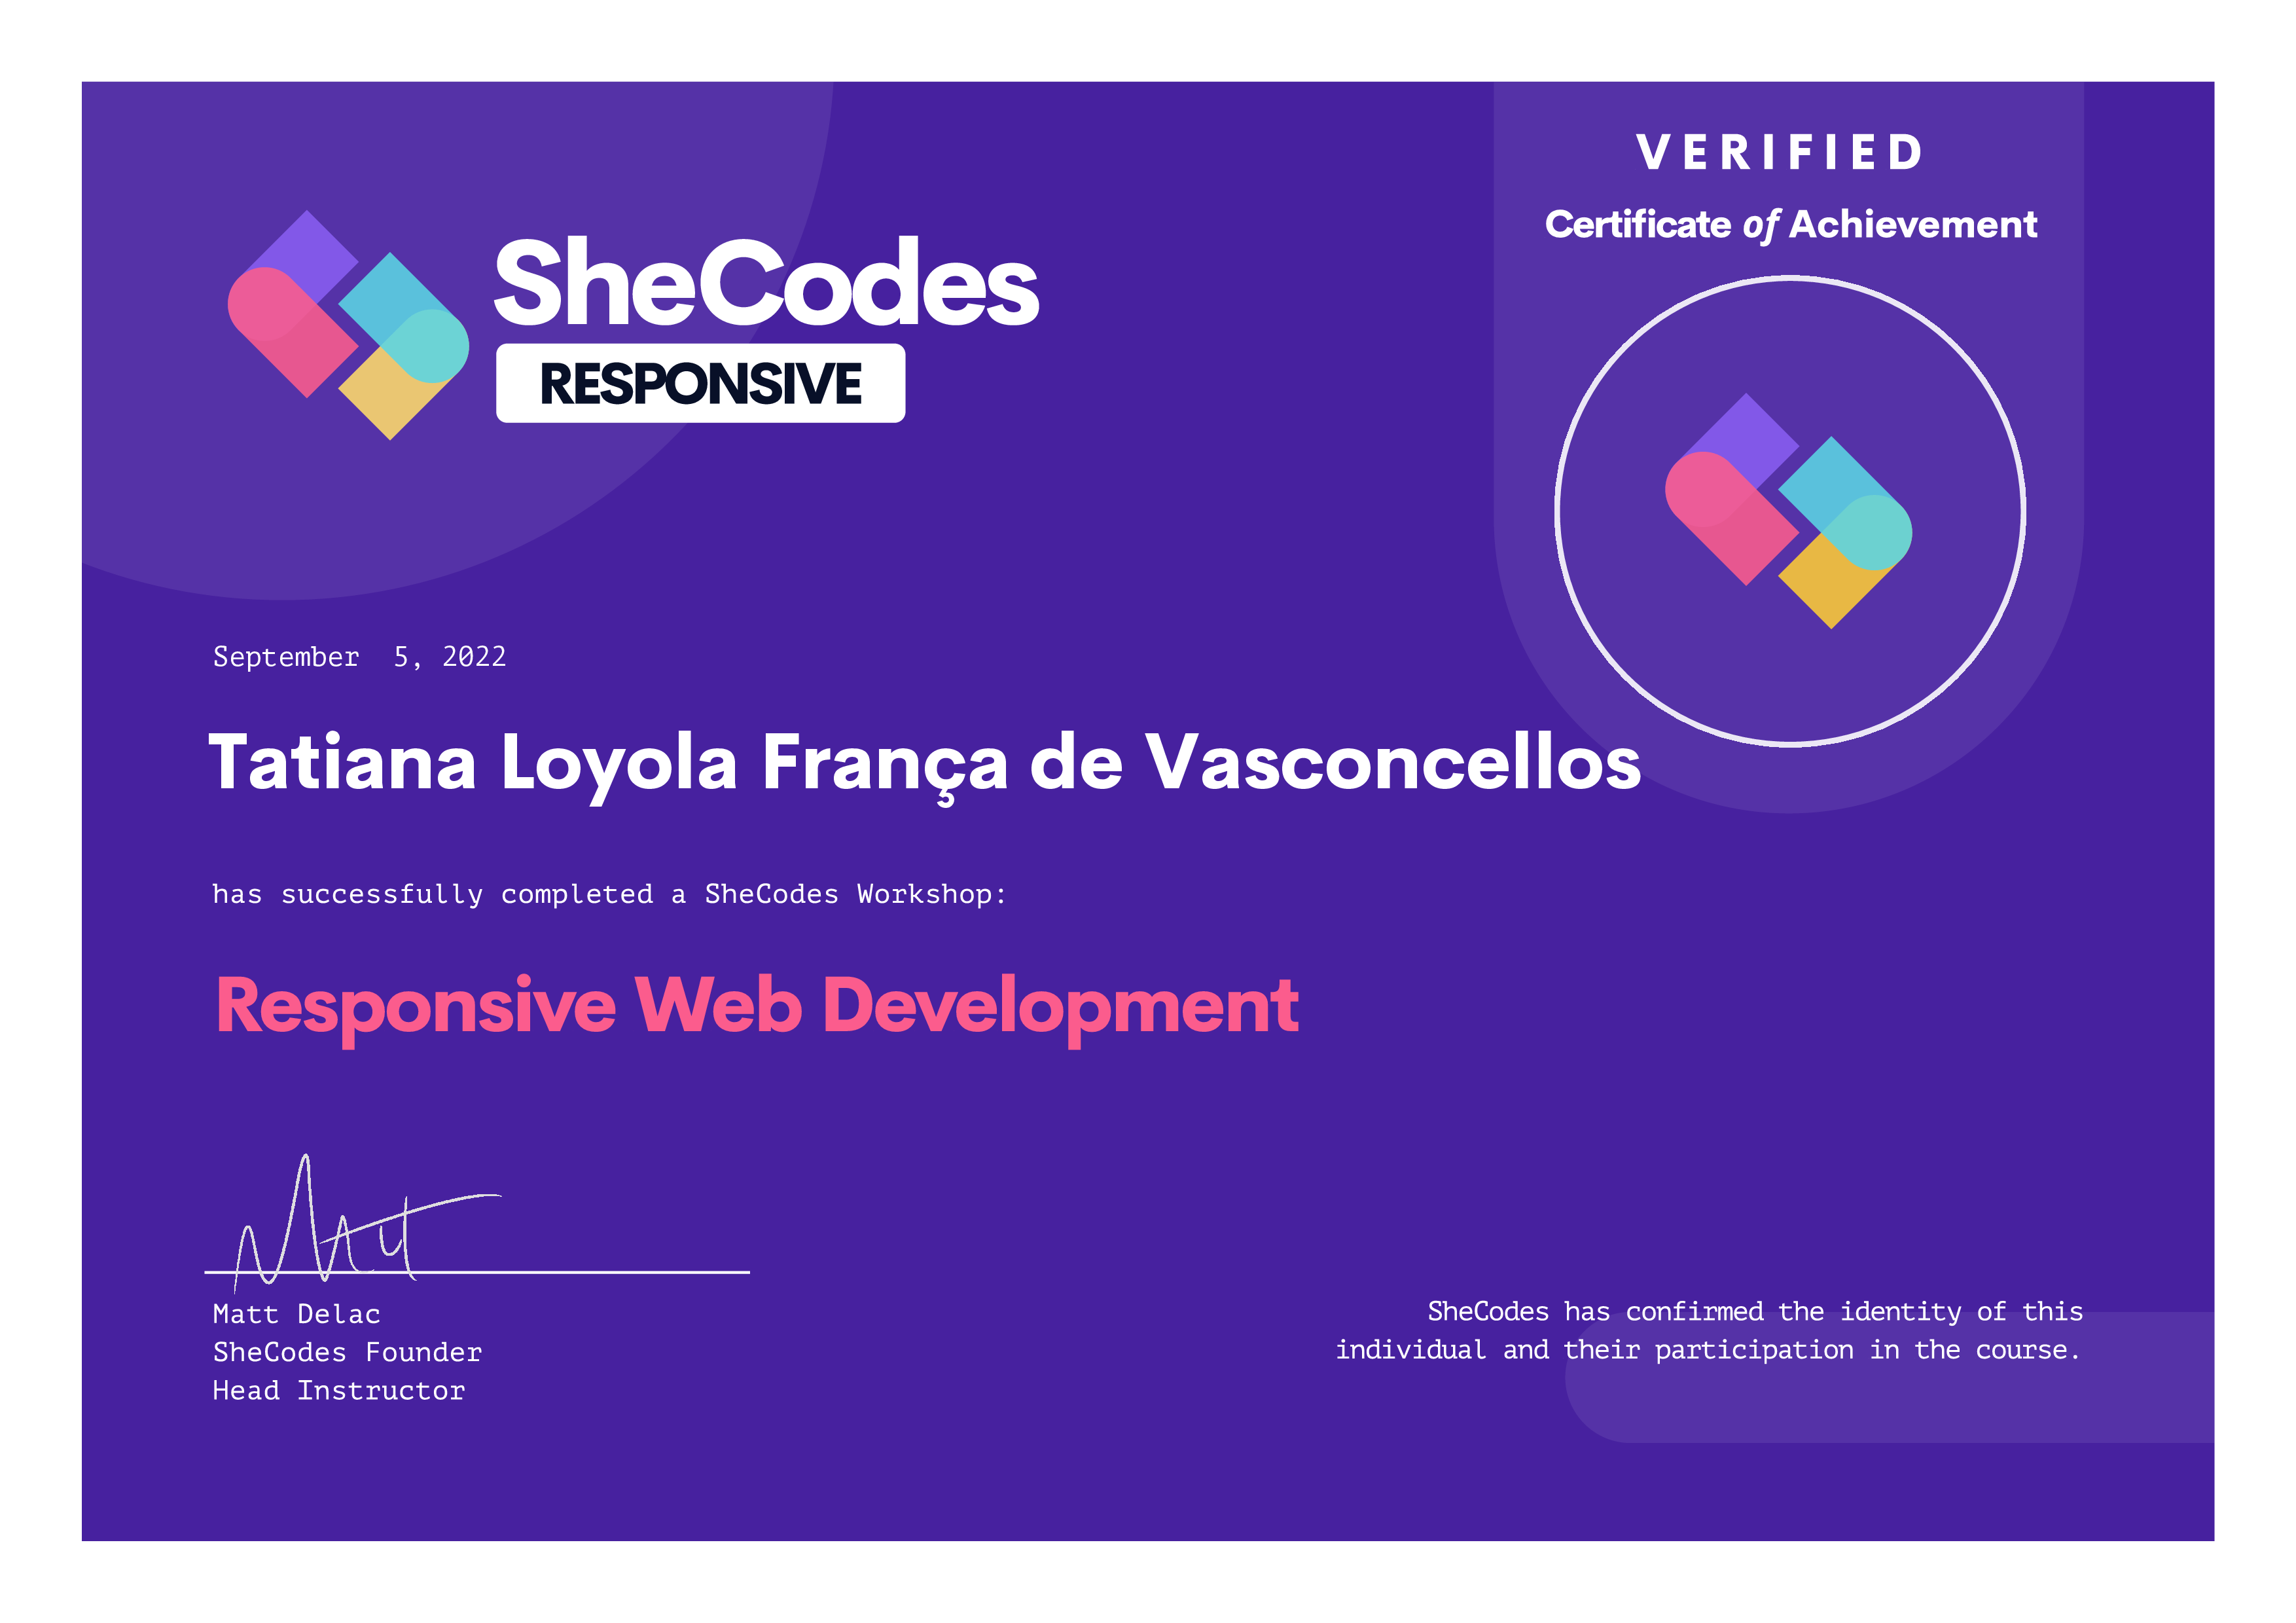 VERIFIED
Certificate of Achievement
SheCodes
RESPONSIVE
September  5, 2022
Tatiana Loyola França de Vasconcellos
has successfully completed a SheCodes Workshop:
Responsive Web Development
Matt
Matt Delac
SheCodes Founder
Head Instructor
SheCodes has confirmed the identity of this
individual and their participation in the course.